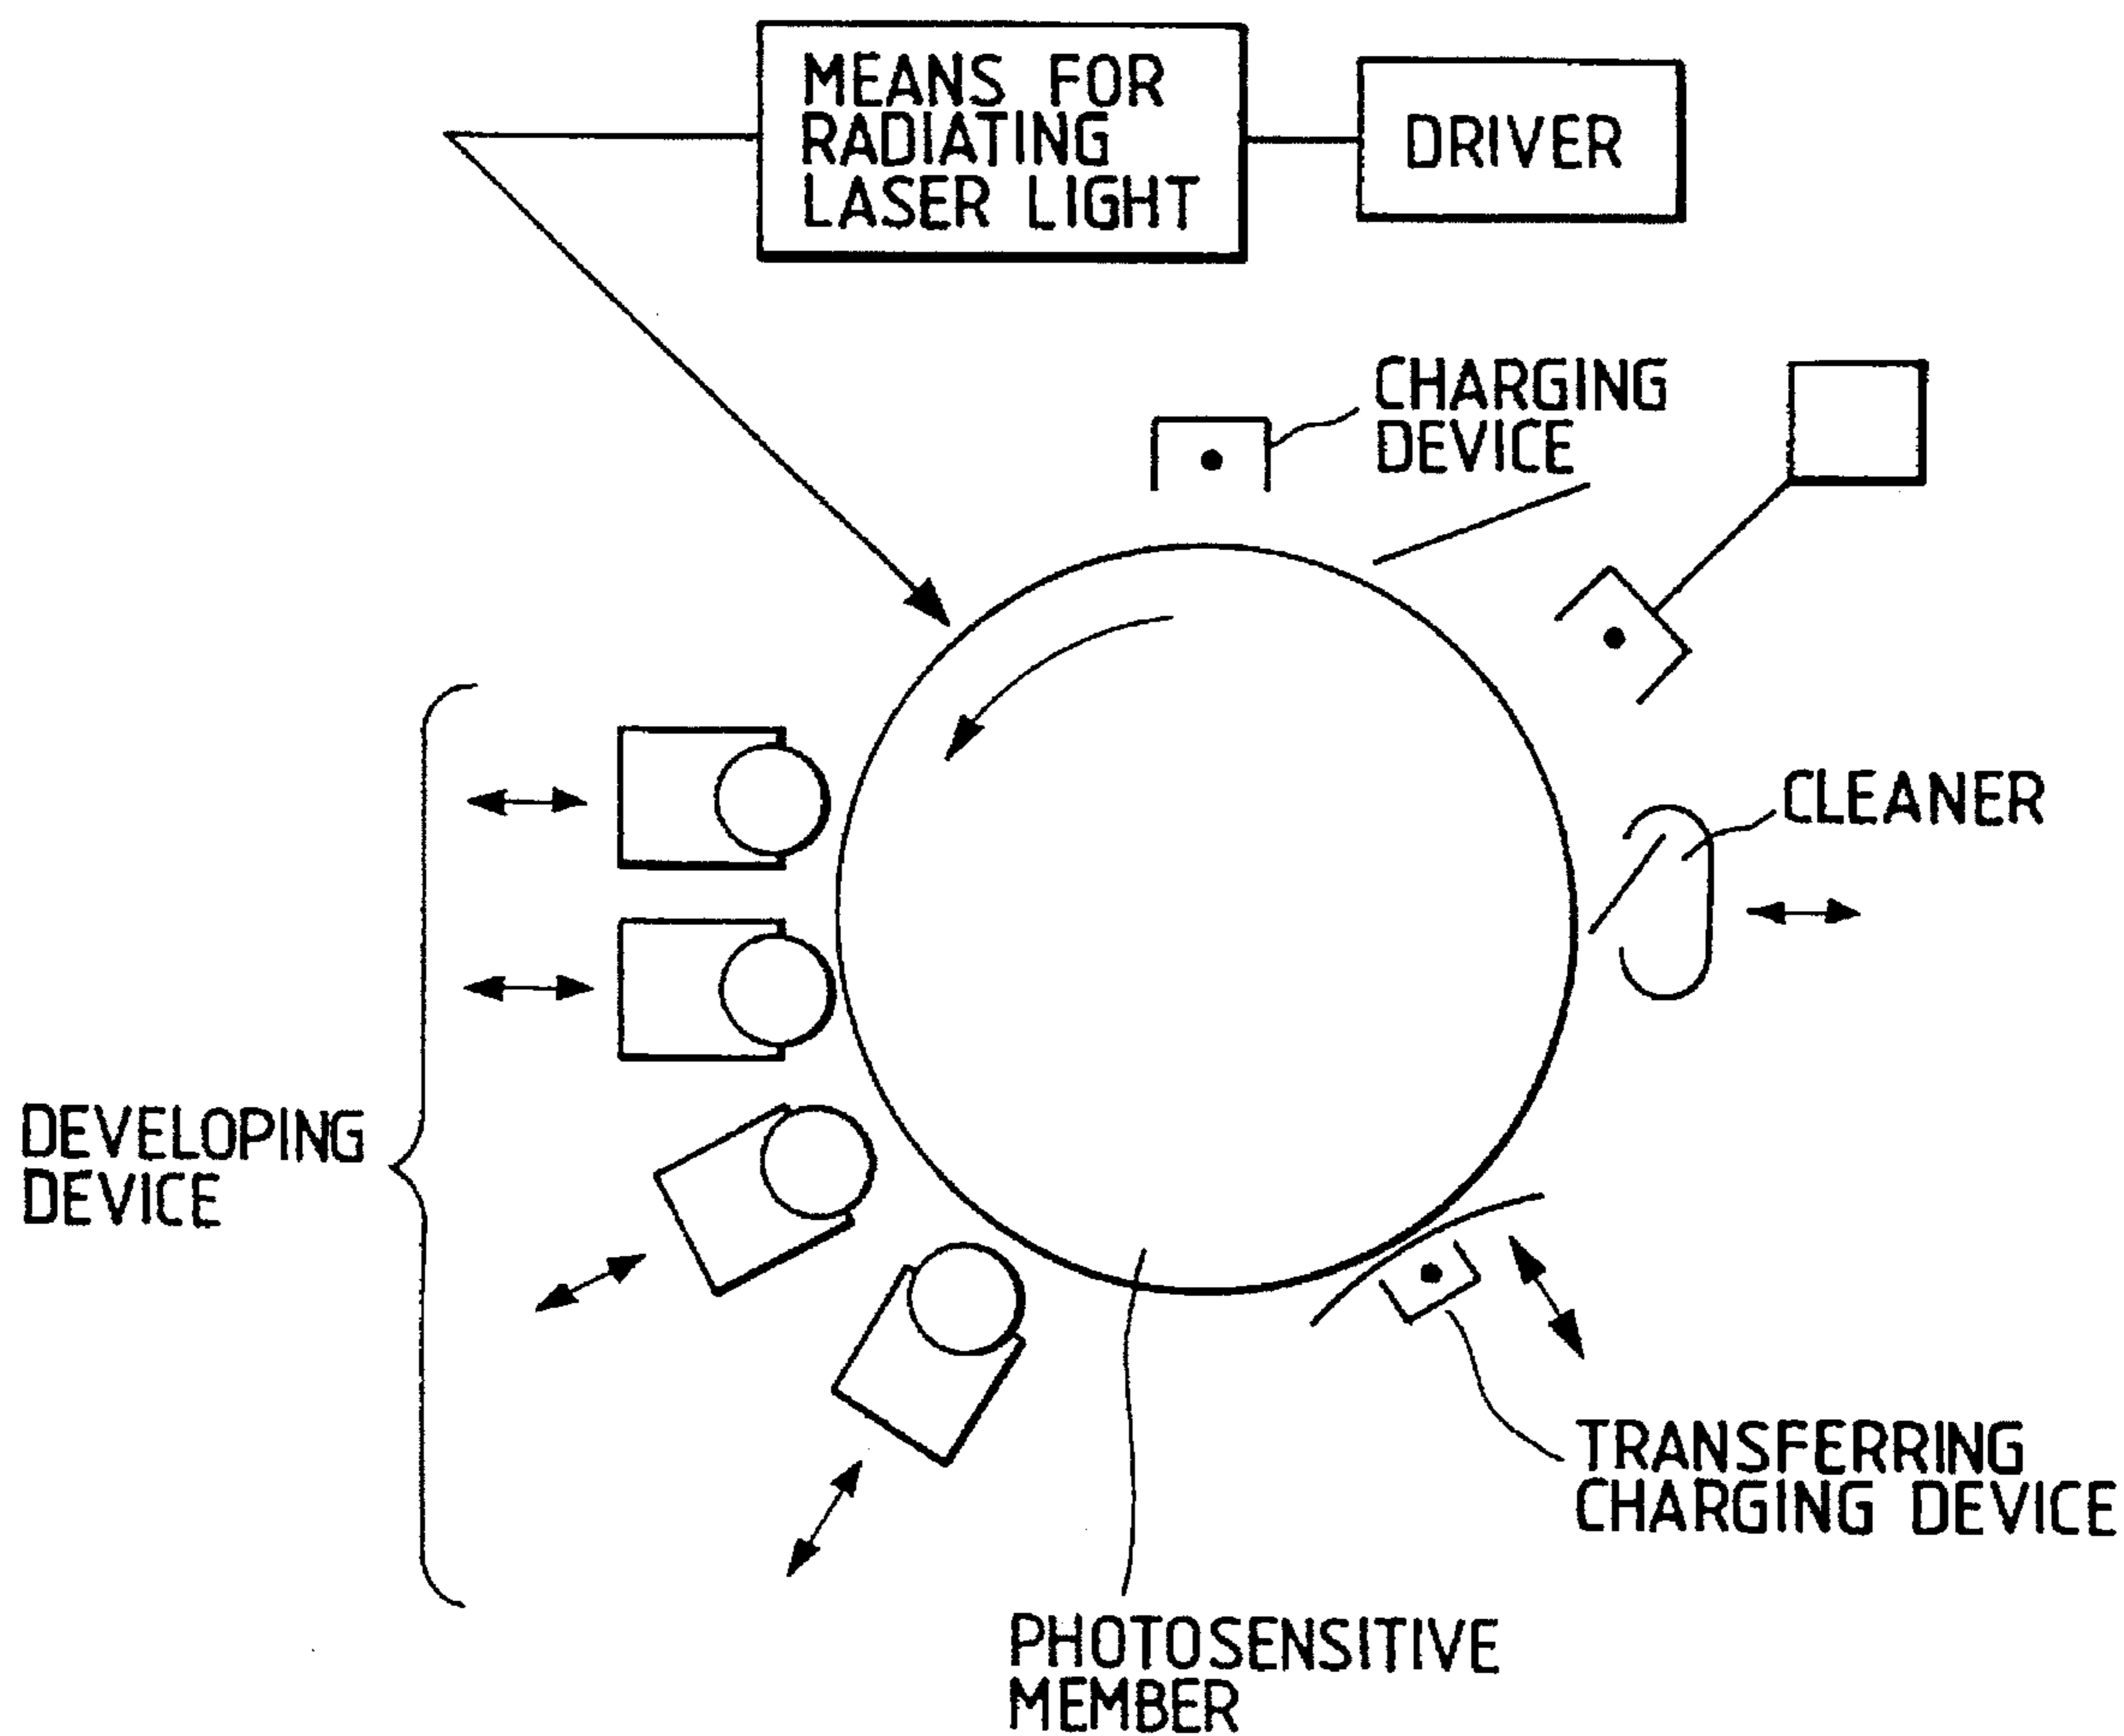 MEANS FOR
RADIATING
LASER LIGHT
DRIVER
CHARGING
DEVICE
CLEANER
DEVELOPING
DEVICE
TRANSFERRING
CHARGING DEVICE
PHOTOSENSITIVE
MEMBER